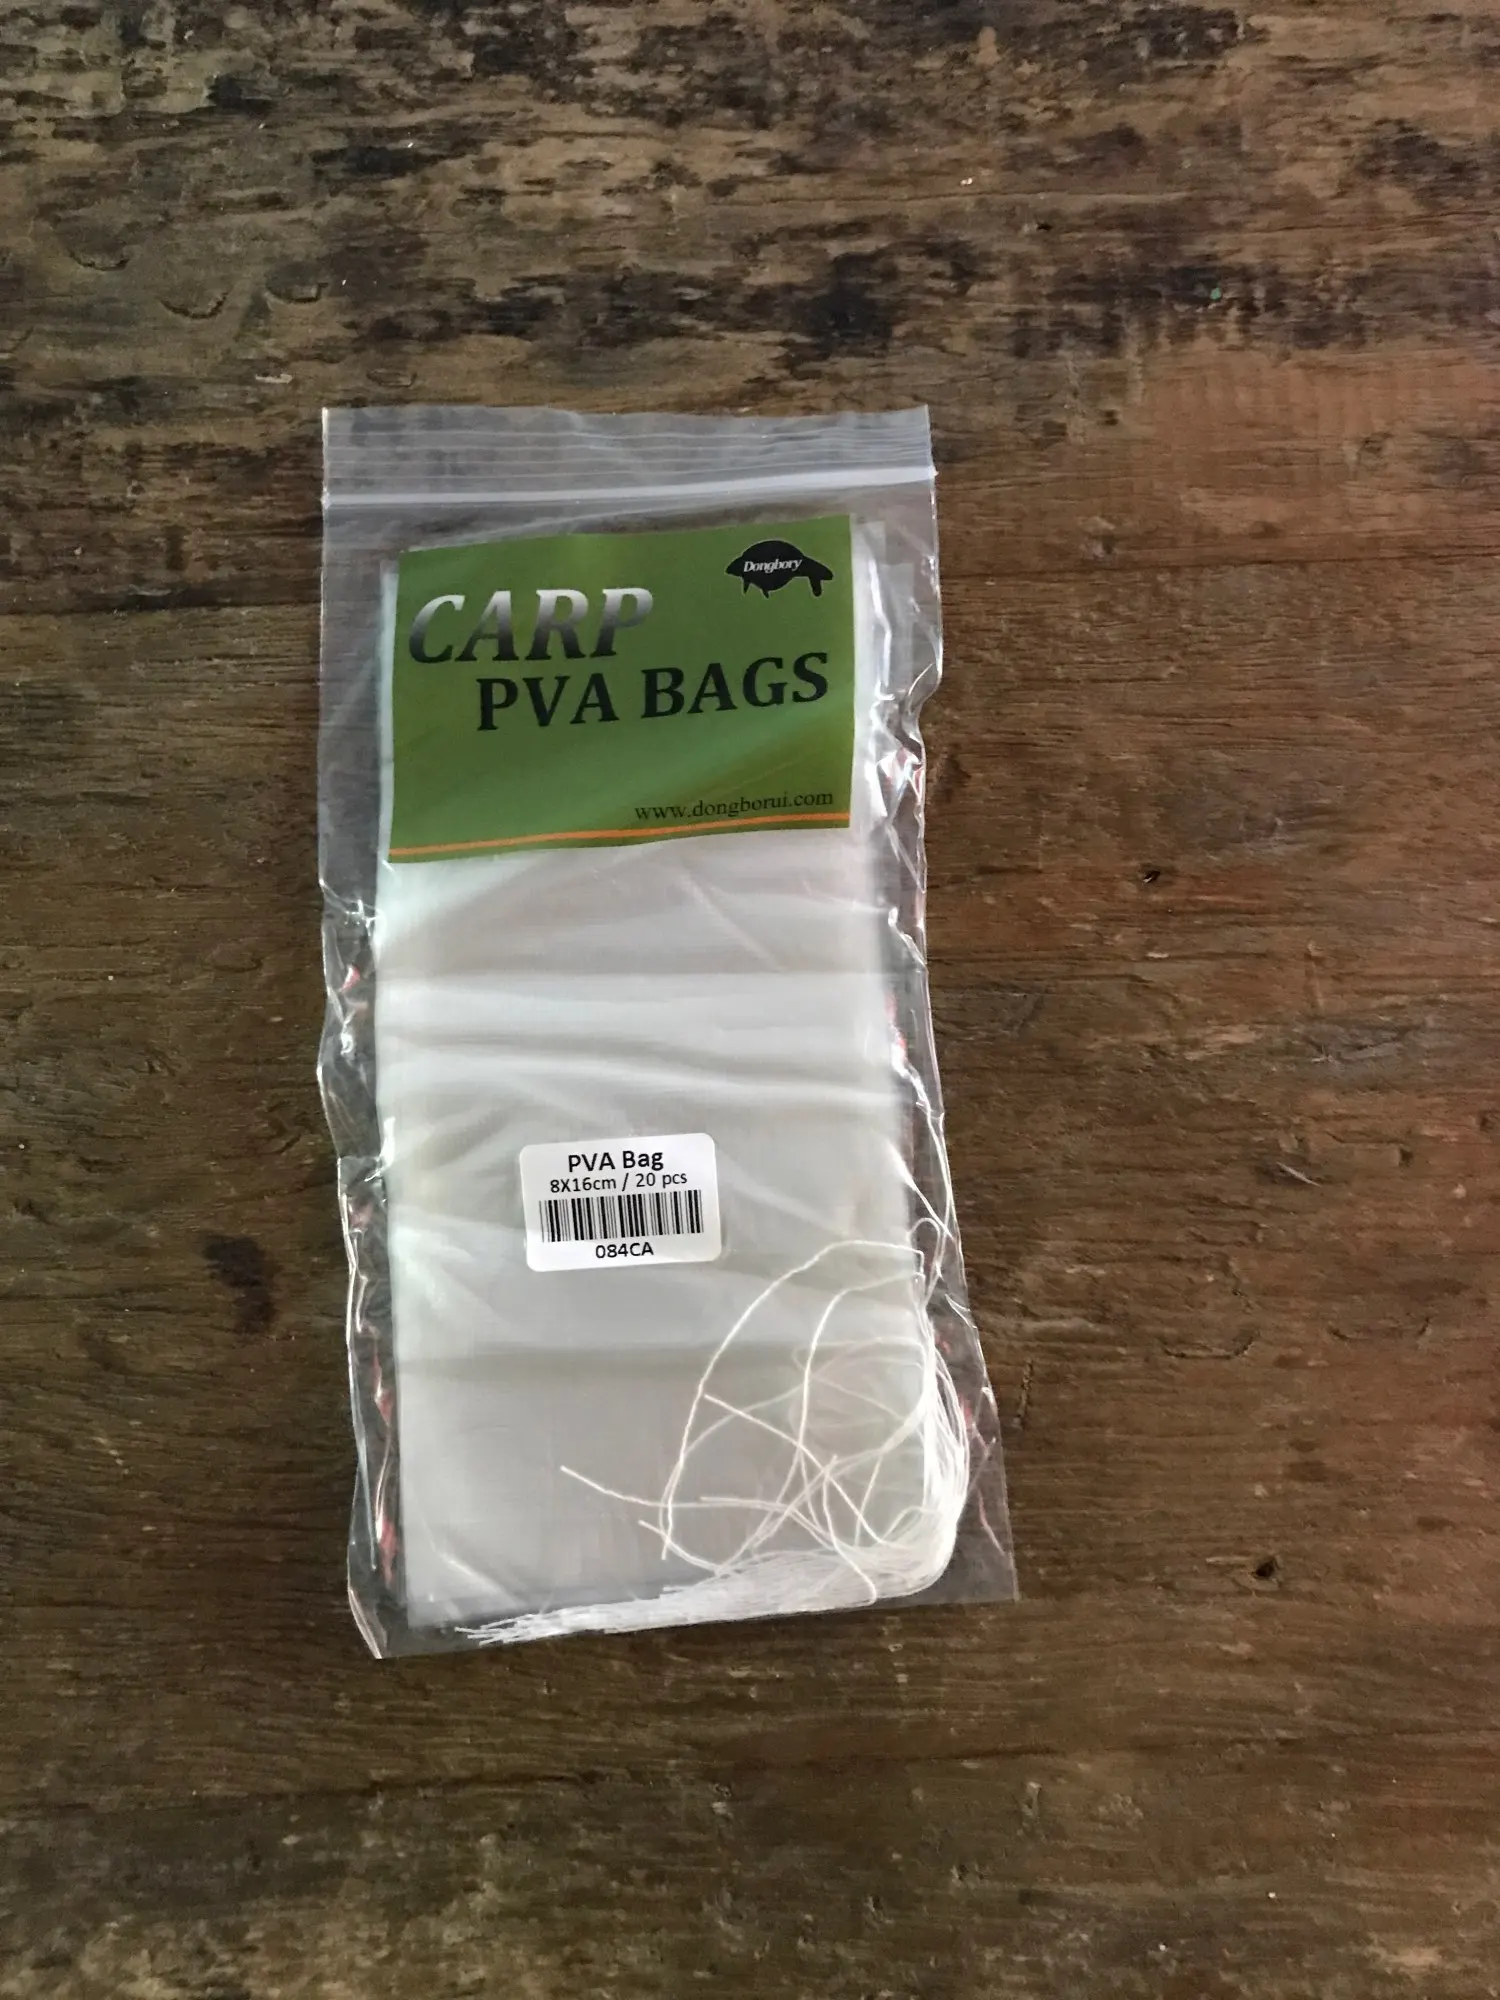 Dongbory
CARP
PVA BAGS
www.dongborui.com
PVA Bag
8X16cm / 20 pcs
084CA